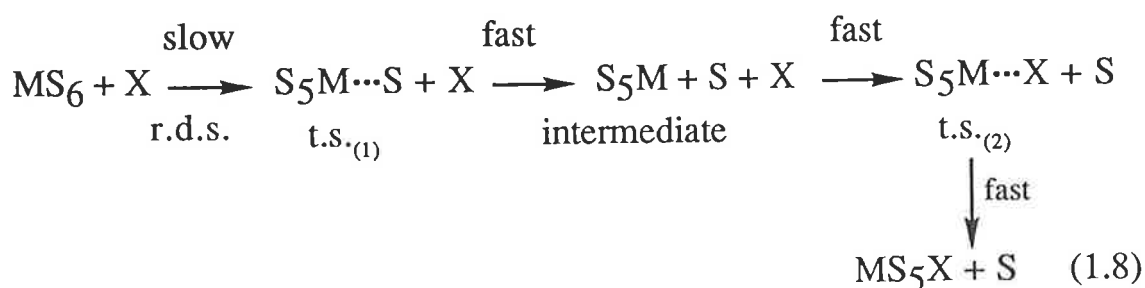 slow fast fast
MS6 + X ⟶ S5M···S + X ⟶ S5M + S + X ⟶ S5M···X + S
r.d.s. t.s.(1) intermediate t.s.(2)
fast
MS5X + S (1.8)